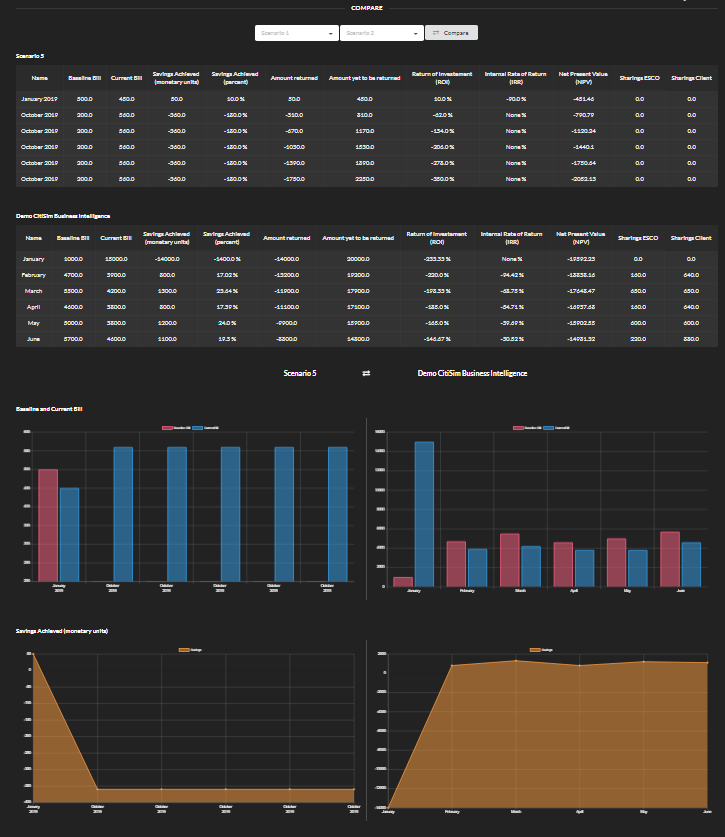 COMPARE
Scenario 1 Scenario 2 ⇄ Compare
Scenario 5
Name Baseline Bill Current Bill Savings Achieved (monetary units) Savings Achieved (percent) Amount returned Amount yet to be returned Return of Investement (ROI) Internal Rate of Return (IRR) Net Present Value (NPV) Sharings ESCO Sharings Client
January 2019 500.0 450.0 50.0 10.0 % 50.0 450.0 10.0 % -90.0 % -451.46 0.0 0.0
October 2019 200.0 560.0 -360.0 -180.0 % -310.0 810.0 -62.0 % None % -790.79 0.0 0.0
October 2019 200.0 560.0 -360.0 -180.0 % -670.0 1170.0 -134.0 % None % -1120.24 0.0 0.0
October 2019 200.0 560.0 -360.0 -180.0 % -1030.0 1530.0 -206.0 % None % -1440.1 0.0 0.0
October 2019 200.0 560.0 -360.0 -180.0 % -1390.0 1890.0 -278.0 % None % -1750.64 0.0 0.0
October 2019 200.0 560.0 -360.0 -180.0 % -1750.0 2250.0 -350.0 % None % -2052.13 0.0 0.0
Demo CitiSim Business Intelligence
Name Baseline Bill Current Bill Savings Achieved (monetary units) Savings Achieved (percent) Amount returned Amount yet to be returned Return of Investement (ROI) Internal Rate of Return (IRR) Net Present Value (NPV) Sharings ESCO Sharings Client
January 1000.0 15000.0 -14000.0 -1400.0 % -14000.0 20000.0 -233.33 % None % -19592.23 0.0 0.0
February 4700.0 3900.0 800.0 17.02 % -13200.0 19200.0 -220.0 % -94.42 % -18838.16 160.0 640.0
March 5500.0 4200.0 1300.0 23.64 % -11900.0 17900.0 -198.33 % -68.75 % -17648.47 650.0 650.0
April 4600.0 3800.0 800.0 17.39 % -11100.0 17100.0 -185.0 % -54.71 % -16937.68 160.0 640.0
May 5000.0 3800.0 1200.0 24.0 % -9900.0 15900.0 -165.0 % -39.69 % -15902.55 600.0 600.0
June 5700.0 4600.0 1100.0 19.3 % -8800.0 14800.0 -146.67 % -30.52 % -14981.32 220.0 880.0
Scenario 5 ⇄ Demo CitiSim Business Intelligence
Baseline and Current Bill
Baseline Bill Current Bill
Baseline Bill Current Bill
January 2019 October 2019 October 2019 October 2019 October 2019 October 2019
January February March April May June
Savings Achieved (monetary units)
Savings
Savings
January 2019 October 2019 October 2019 October 2019 October 2019 October 2019
January February March April May June